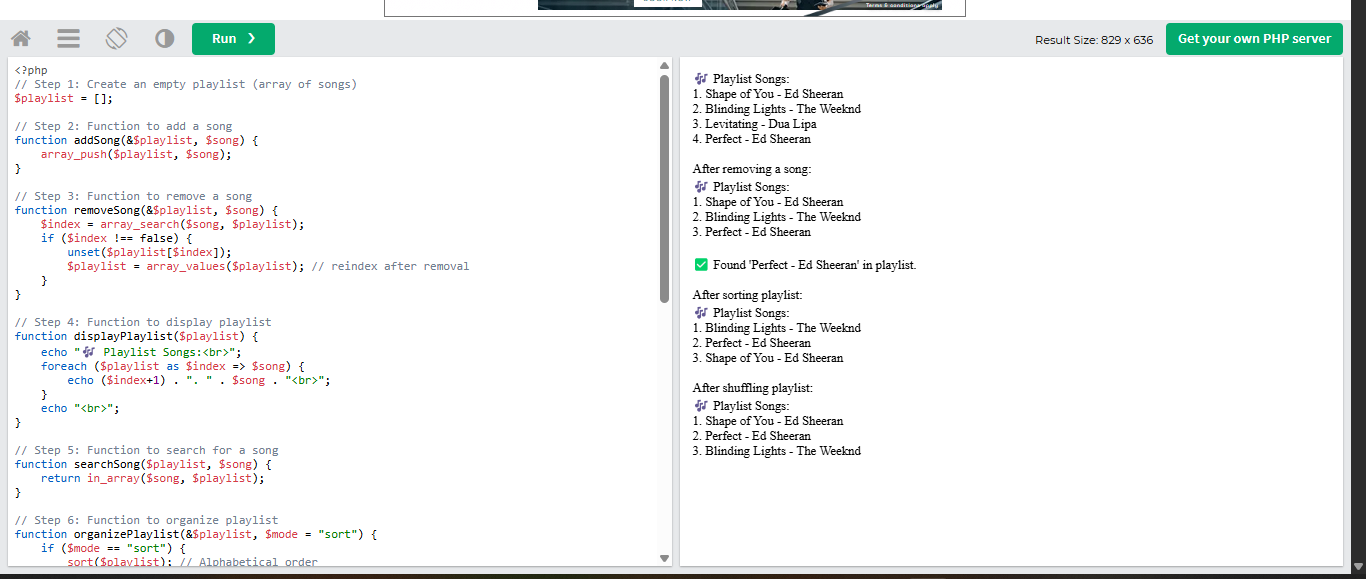 Terms & conditions apply
Run ❯
Result Size: 829 x 636
Get your own PHP server
<?php
// Step 1: Create an empty playlist (array of songs)
$playlist = [];

// Step 2: Function to add a song
function addSong(&$playlist, $song) {
    array_push($playlist, $song);
}

// Step 3: Function to remove a song
function removeSong(&$playlist, $song) {
    $index = array_search($song, $playlist);
    if ($index !== false) {
        unset($playlist[$index]);
        $playlist = array_values($playlist); // reindex after removal
    }
}

// Step 4: Function to display playlist
function displayPlaylist($playlist) {
    echo "🎶 Playlist Songs:<br>";
    foreach ($playlist as $index => $song) {
        echo ($index+1) . ". " . $song . "<br>";
    }
    echo "<br>";
}

// Step 5: Function to search for a song
function searchSong($playlist, $song) {
    return in_array($song, $playlist);
}

// Step 6: Function to organize playlist
function organizePlaylist(&$playlist, $mode = "sort") {
    if ($mode == "sort") {
        sort($playlist); // Alphabetical order
🎶 Playlist Songs:
1. Shape of You - Ed Sheeran
2. Blinding Lights - The Weeknd
3. Levitating - Dua Lipa
4. Perfect - Ed Sheeran

After removing a song:
🎶 Playlist Songs:
1. Shape of You - Ed Sheeran
2. Blinding Lights - The Weeknd
3. Perfect - Ed Sheeran

✅ Found 'Perfect - Ed Sheeran' in playlist.

After sorting playlist:
🎶 Playlist Songs:
1. Blinding Lights - The Weeknd
2. Perfect - Ed Sheeran
3. Shape of You - Ed Sheeran

After shuffling playlist:
🎶 Playlist Songs:
1. Shape of You - Ed Sheeran
2. Perfect - Ed Sheeran
3. Blinding Lights - The Weeknd